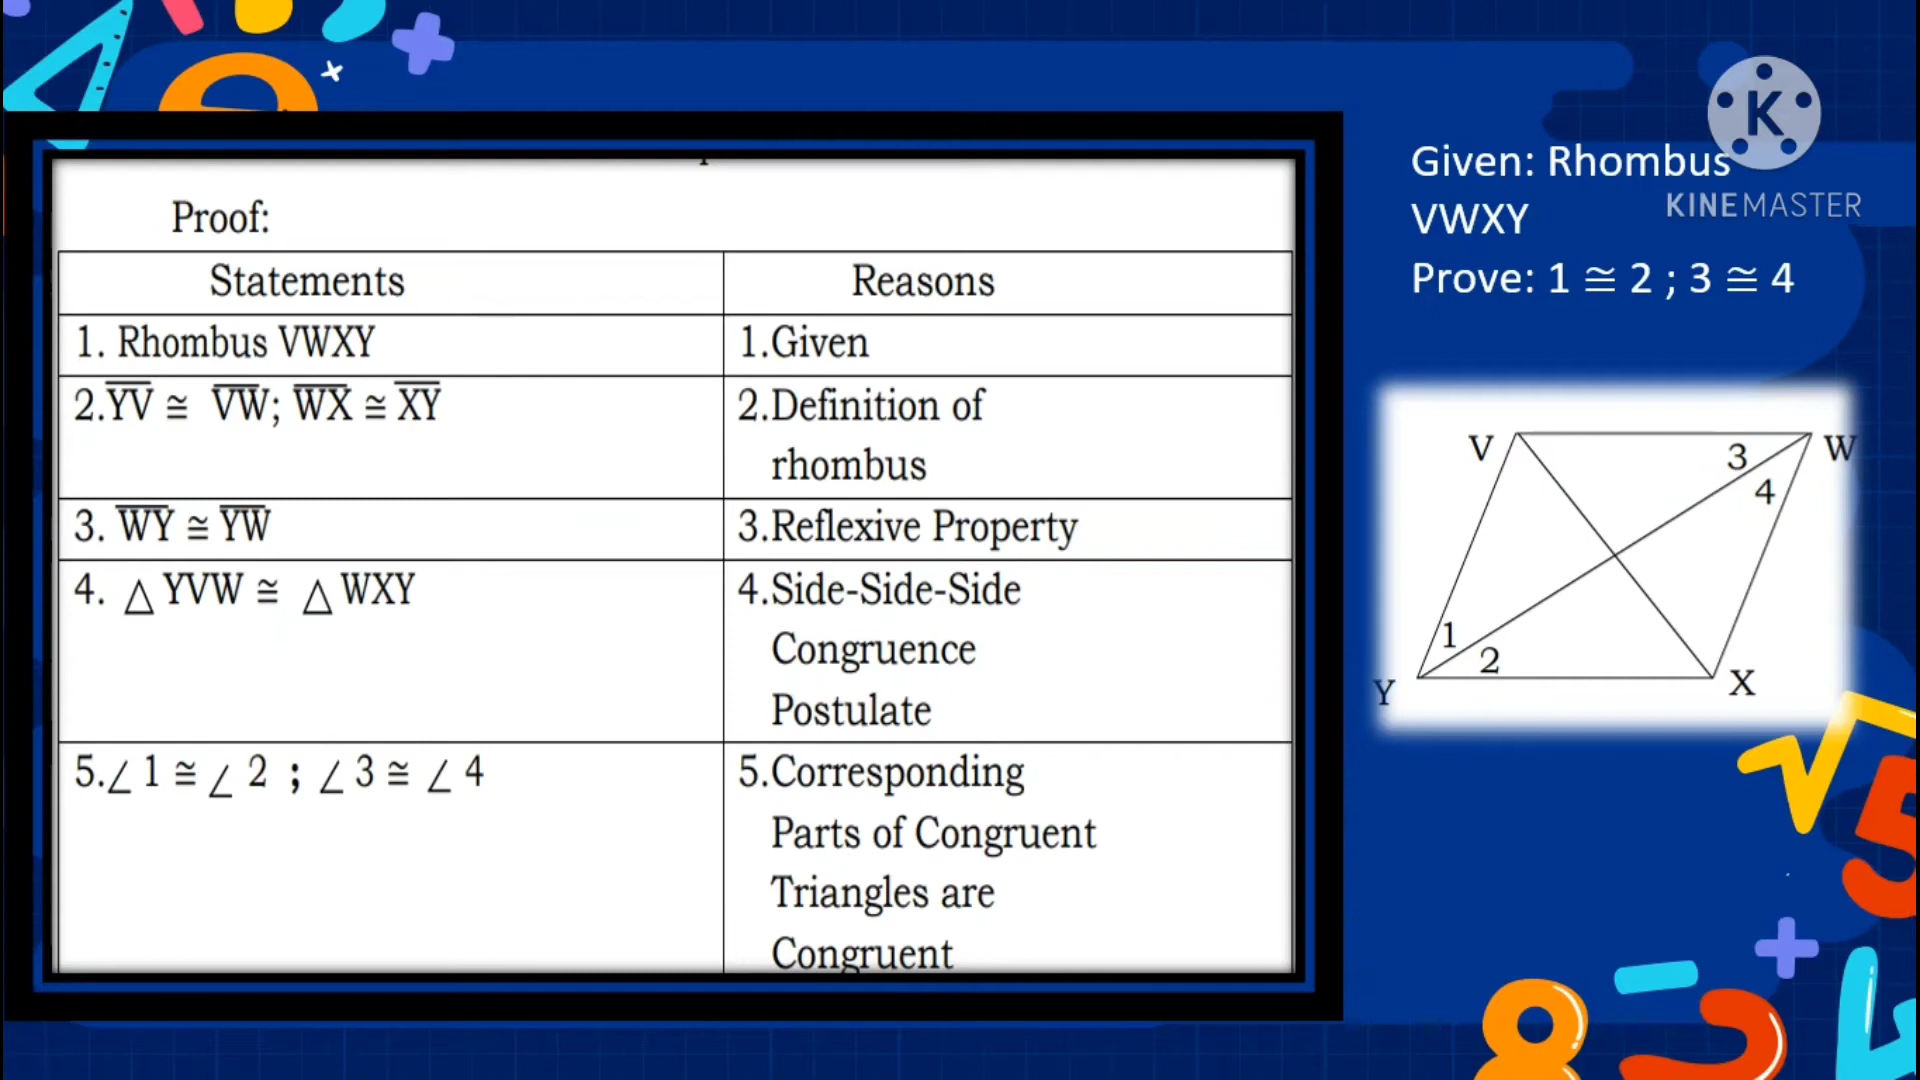 Proof:
Statements
Reasons
1. Rhombus VWXY
1.Given
2.YV ≅ VW; WX ≅ XY
2.Definition of
rhombus
3. WY ≅ YW
3.Reflexive Property
4. △ YVW ≅ △ WXY
4.Side-Side-Side
Congruence
Postulate
5.∠ 1 ≅ ∠ 2 ; ∠ 3 ≅ ∠ 4
5.Corresponding
Parts of Congruent
Triangles are
Congruent
K
KINEMASTER
Given: Rhombus
VWXY
Prove: 1 ≅ 2 ; 3 ≅ 4
V
3
W
4
1
2
Y
X
√
5
8